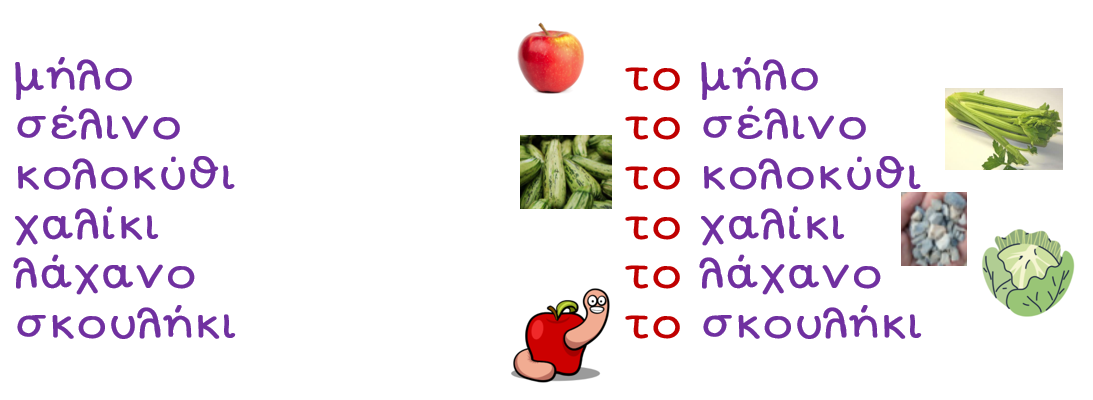 μήλο
σέλινο
κολοκύθι
χαλίκι
λάχανο
σκουλήκι
το μήλο
το σέλινο
το κολοκύθι
το χαλίκι
το λάχανο
το σκουλήκι